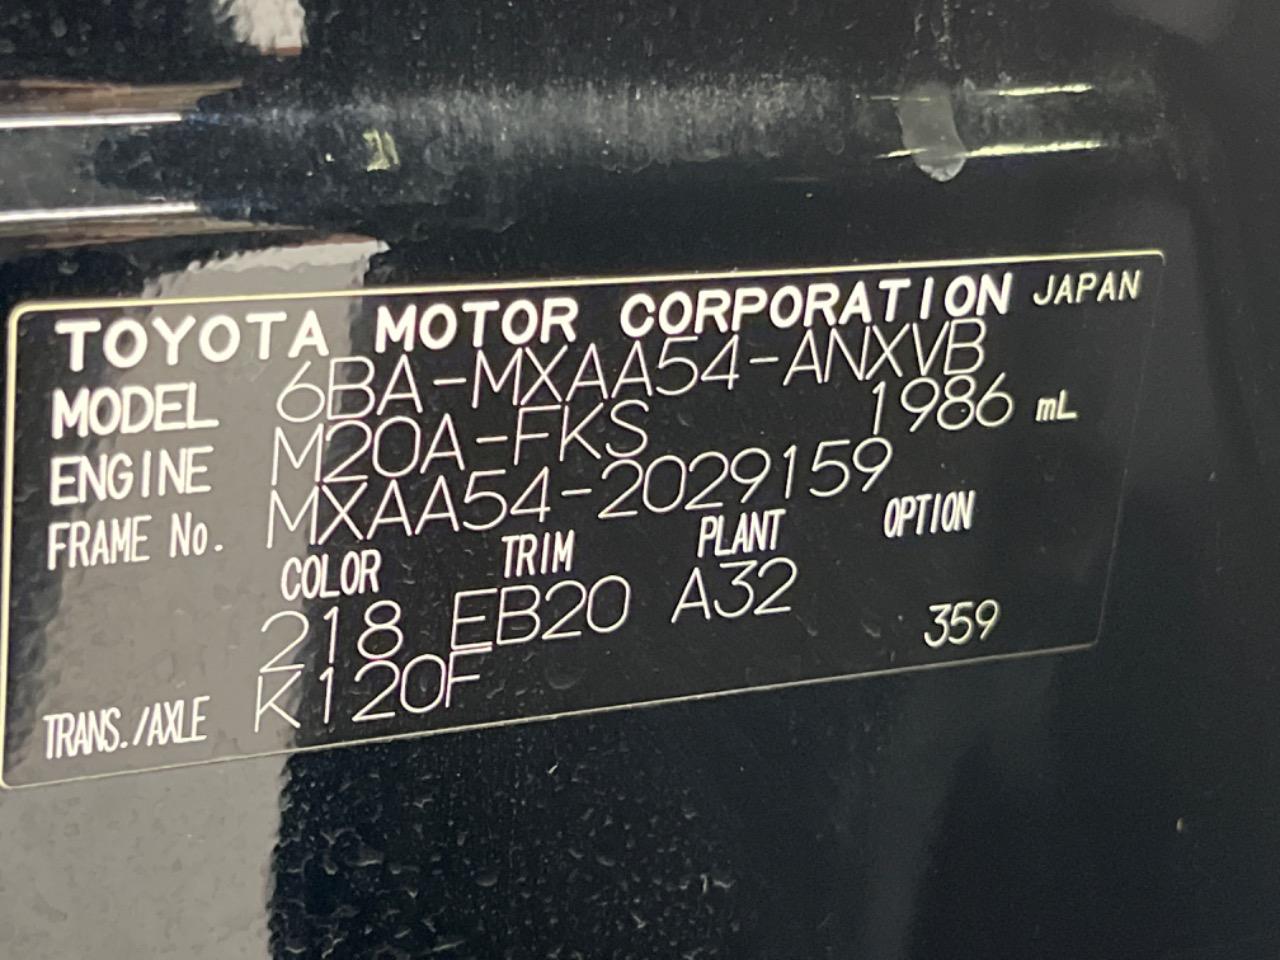 TOYOTA MOTOR CORPORATION JAPAN
MODEL 6BA-MXAA54-ANXVB
ENGINE M20A-FKS 1986 mL
FRAME No. MXAA54-2029159
COLOR TRIM PLANT OPTION
218 EB20 A32
TRANS./AXLE K120F 359